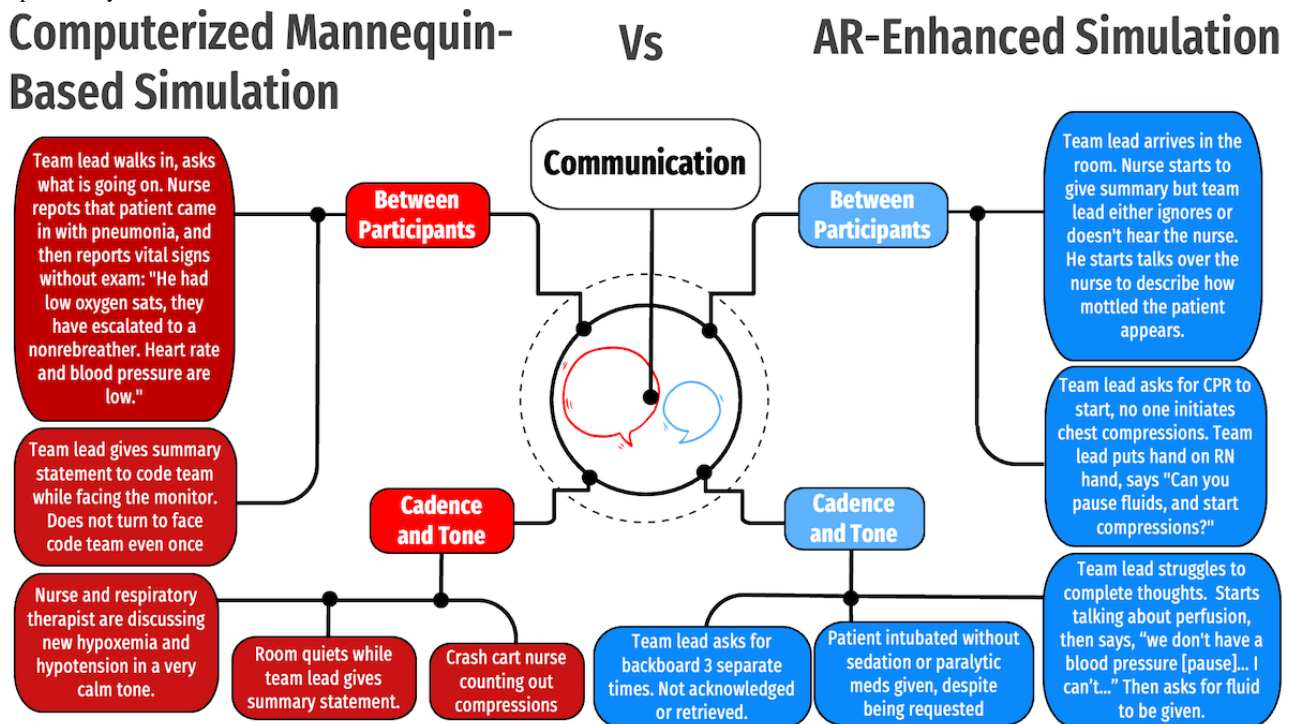 Computerized Mannequin-
Based Simulation
Vs
AR-Enhanced Simulation
Communication
Between
Participants
Team lead walks in, asks
what is going on. Nurse
repots that patient came
in with pneumonia, and
then reports vital signs
without exam: "He had
low oxygen sats, they
have escalated to a
nonrebreather. Heart rate
and blood pressure are
low."
Team lead gives summary
statement to code team
while facing the monitor.
Does not turn to face
code team even once
Cadence
and Tone
Nurse and respiratory
therapist are discussing
new hypoxemia and
hypotension in a very
calm tone.
Room quiets while
team lead gives
summary statement.
Crash cart nurse
counting out
compressions
Between
Participants
Team lead arrives in the
room. Nurse starts to
give summary but team
lead either ignores or
doesn't hear the nurse.
He starts talks over the
nurse to describe how
mottled the patient
appears.
Team lead asks for CPR to
start, no one initiates
chest compressions. Team
lead puts hand on RN
hand, says "Can you
pause fluids, and start
compressions?"
Cadence
and Tone
Team lead asks for
backboard 3 separate
times. Not acknowledged
or retrieved.
Patient intubated without
sedation or paralytic
meds given, despite
being requested
Team lead struggles to
complete thoughts. Starts
talking about perfusion,
then says, “we don't have a
blood pressure [pause]... I
can't...” Then asks for fluid
to be given.